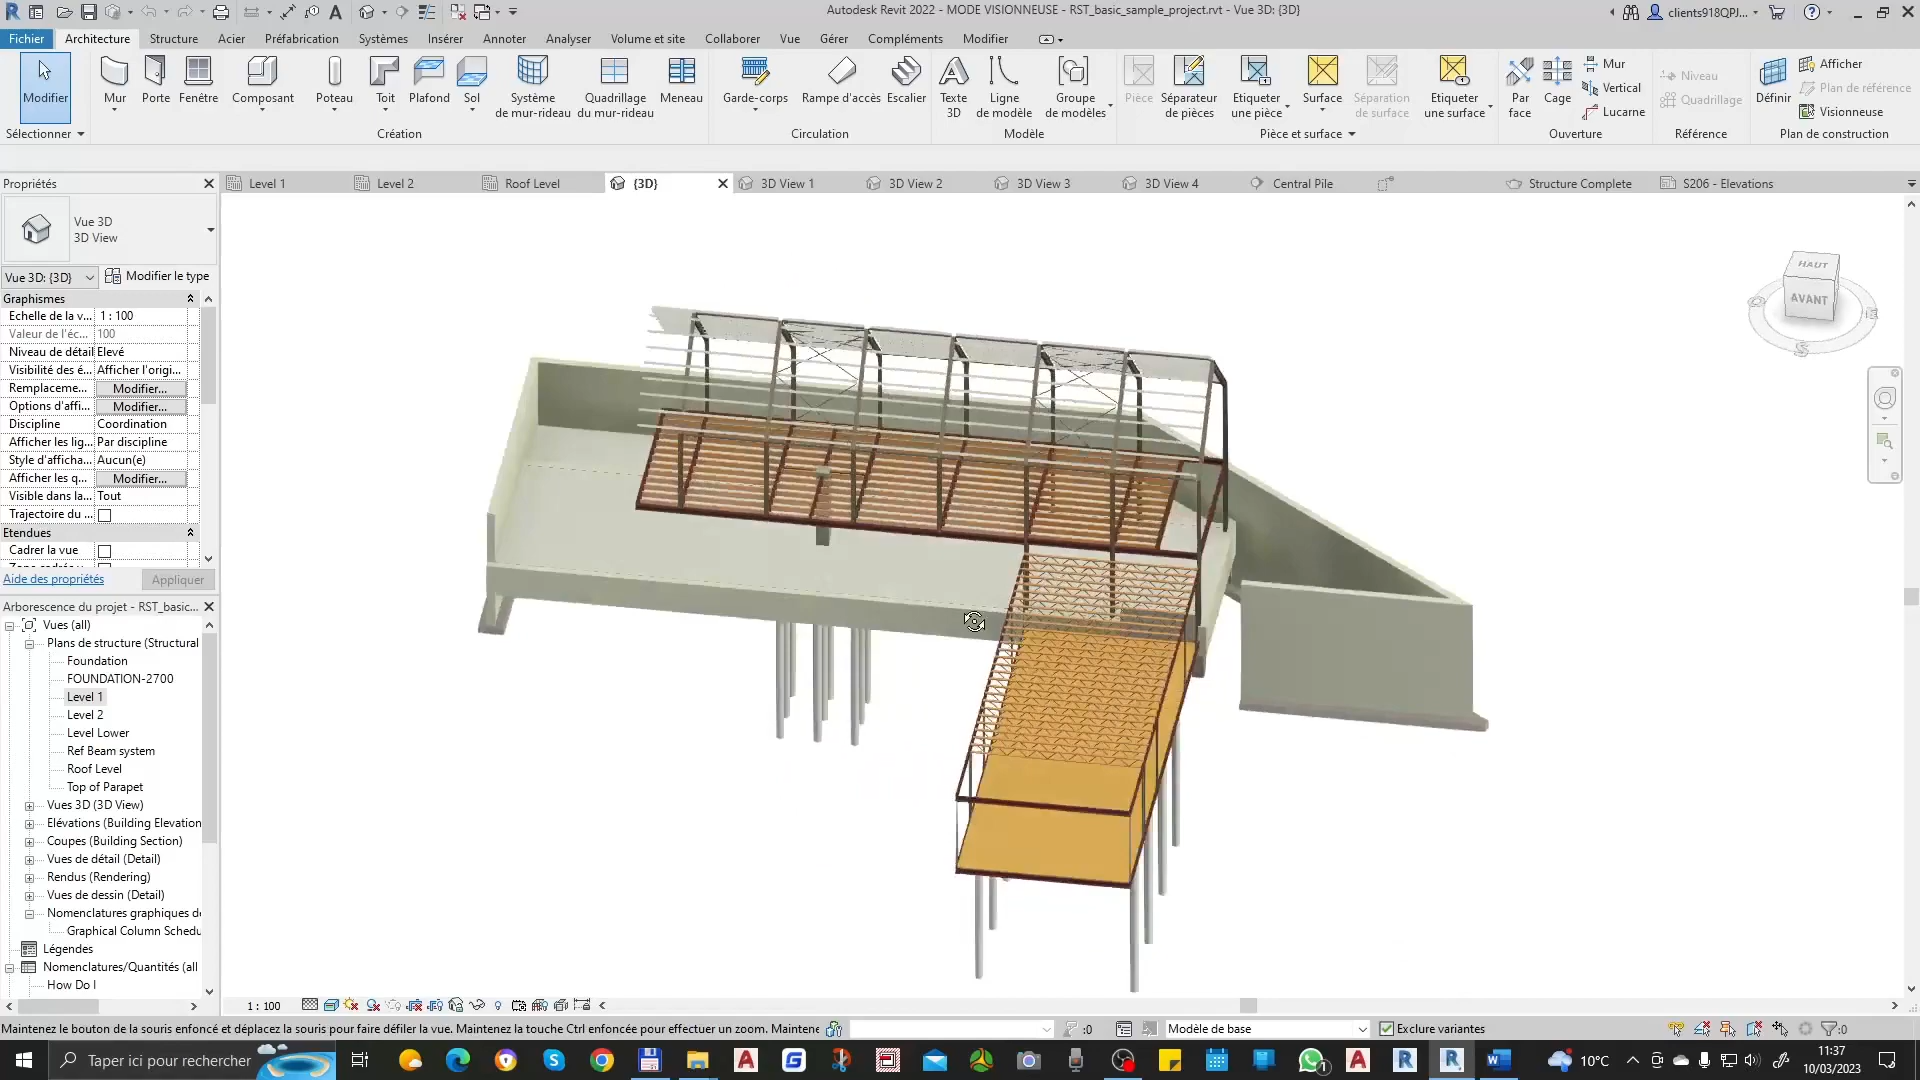 Autodesk Revit 2022 - MODE VISIONNEUSE - RST_basic_sample_project.rvt - Vue 3D: {3D}
clients918QPJ...
Fichier Architecture Structure Acier Préfabrication Systèmes Insérer Annoter Analyser Volume et site Collaborer Vue Gérer Compléments Modifier
Modifier
Mur
Porte
Fenêtre
Composant
Poteau
Toit
Plafond
Sol
Système
de mur-rideau
Quadrillage
du mur-rideau
Meneau
Garde-corps
Rampe d'accès
Escalier
Texte
3D
Ligne
de modèle
Groupe
de modèles
Pièce
Séparateur
de pièces
Etiqueter
une pièce
Surface
Séparation
de surface
Etiqueter
une surface
Par
face
Cage
Mur
Vertical
Lucarne
Niveau
Quadrillage
Définir
Afficher
Plan de référence
Visionneuse
Sélectionner Création Circulation Modèle Pièce et surface Ouverture Référence Plan de construction
Propriétés
Level 1 Level 2 Roof Level {3D} 3D View 1 3D View 2 3D View 3 3D View 4 Central Pile Structure Complete S206 - Elevations
Vue 3D
3D View
Vue 3D: {3D} Modifier le type
Graphismes
Echelle de la v... 1 : 100
Valeur de l'éc... 100
Niveau de détail Elevé
Visibilité des é... Afficher l'origi...
Remplaceme... Modifier...
Options d'affi... Modifier...
Discipline Coordination
Afficher les lig... Par discipline
Style d'afficha... Aucun(e)
Afficher les q... Modifier...
Visible dans la... Tout
Trajectoire du ...
Etendues
Cadrer la vue
Aide des propriétés Appliquer
HAUT
AVANT
S
Arborescence du projet - RST_basic...
Vues (all)
Plans de structure (Structural
Foundation
FOUNDATION-2700
Level 1
Level 2
Level Lower
Ref Beam system
Roof Level
Top of Parapet
Vues 3D (3D View)
Elévations (Building Elevation
Coupes (Building Section)
Vues de détail (Detail)
Rendus (Rendering)
Vues de dessin (Detail)
Nomenclatures graphiques de
Graphical Column Schedu
Légendes
Nomenclatures/Quantités (all
How Do I
1 : 100
Maintenez le bouton de la souris enfoncé et déplacez la souris pour faire défiler la vue. Maintenez la touche Ctrl enfoncée pour effectuer un zoom. Maintene
:0
Modèle de base
Exclure variantes
:0
Taper ici pour rechercher
10°C
11:37
10/03/2023